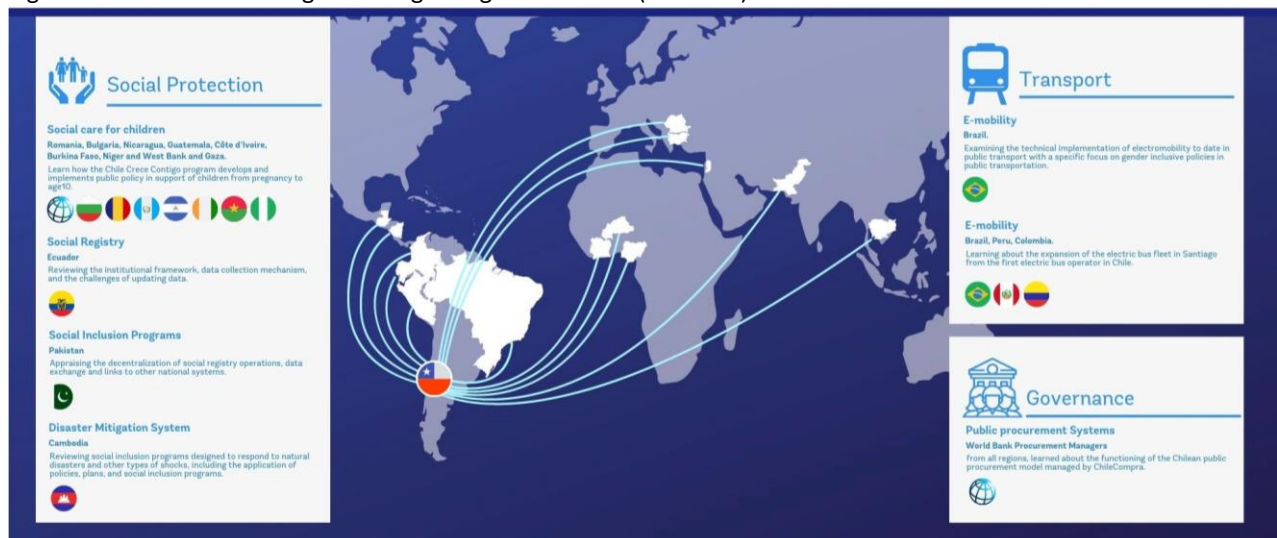 Social Protection
Social care for children
Romania, Bulgaria, Nicaragua, Guatemala, Côte d'Ivoire,
Burkina Faso, Niger and West Bank and Gaza.
Learn how the Chile Crece Contigo program develops and
implements public policy in support of children from pregnancy to
age10.
Social Registry
Ecuador
Reviewing the institutional framework, data collection mechanism,
and the challenges of updating data.
Social Inclusion Programs
Pakistan
Appraising the decentralization of social registry operations, data
exchange and links to other national systems.
Disaster Mitigation System
Cambodia
Reviewing social inclusion programs designed to respond to natural
disasters and other types of shocks, including the application of
policies, plans, and social inclusion programs.
Transport
E-mobility
Brazil.
Examining the technical implementation of electromobility to date in
public transport with a specific focus on gender inclusive policies in
public transportation.
E-mobility
Brazil, Peru, Colombia.
Learning about the expansion of the electric bus fleet in Santiago
from the first electric bus operator in Chile.
Governance
Public procurement Systems
World Bank Procurement Managers
from all regions, learned about the functioning of the Chilean public
procurement model managed by ChileCompra.